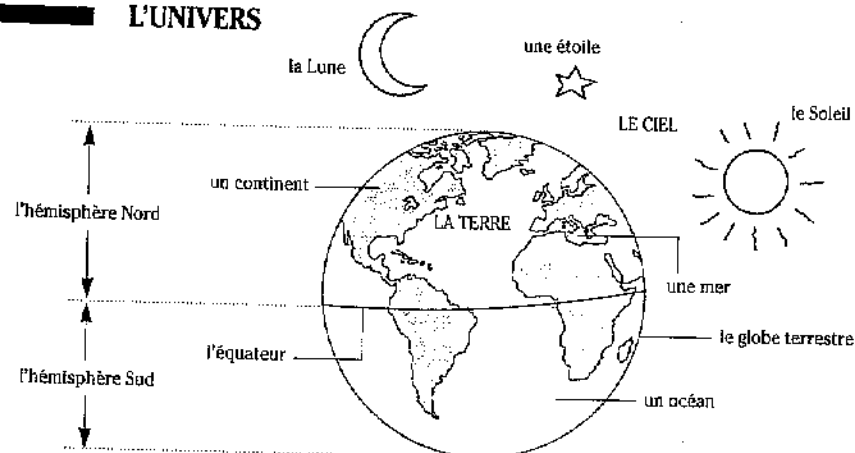 L'UNIVERS
une étoile
la Lune
le Soleil
LE CIEL
un continent
l'hémisphère Nord
LA TERRE
une mer
le globe terrestre
l'équateur
l'hémisphère Sud
un océan